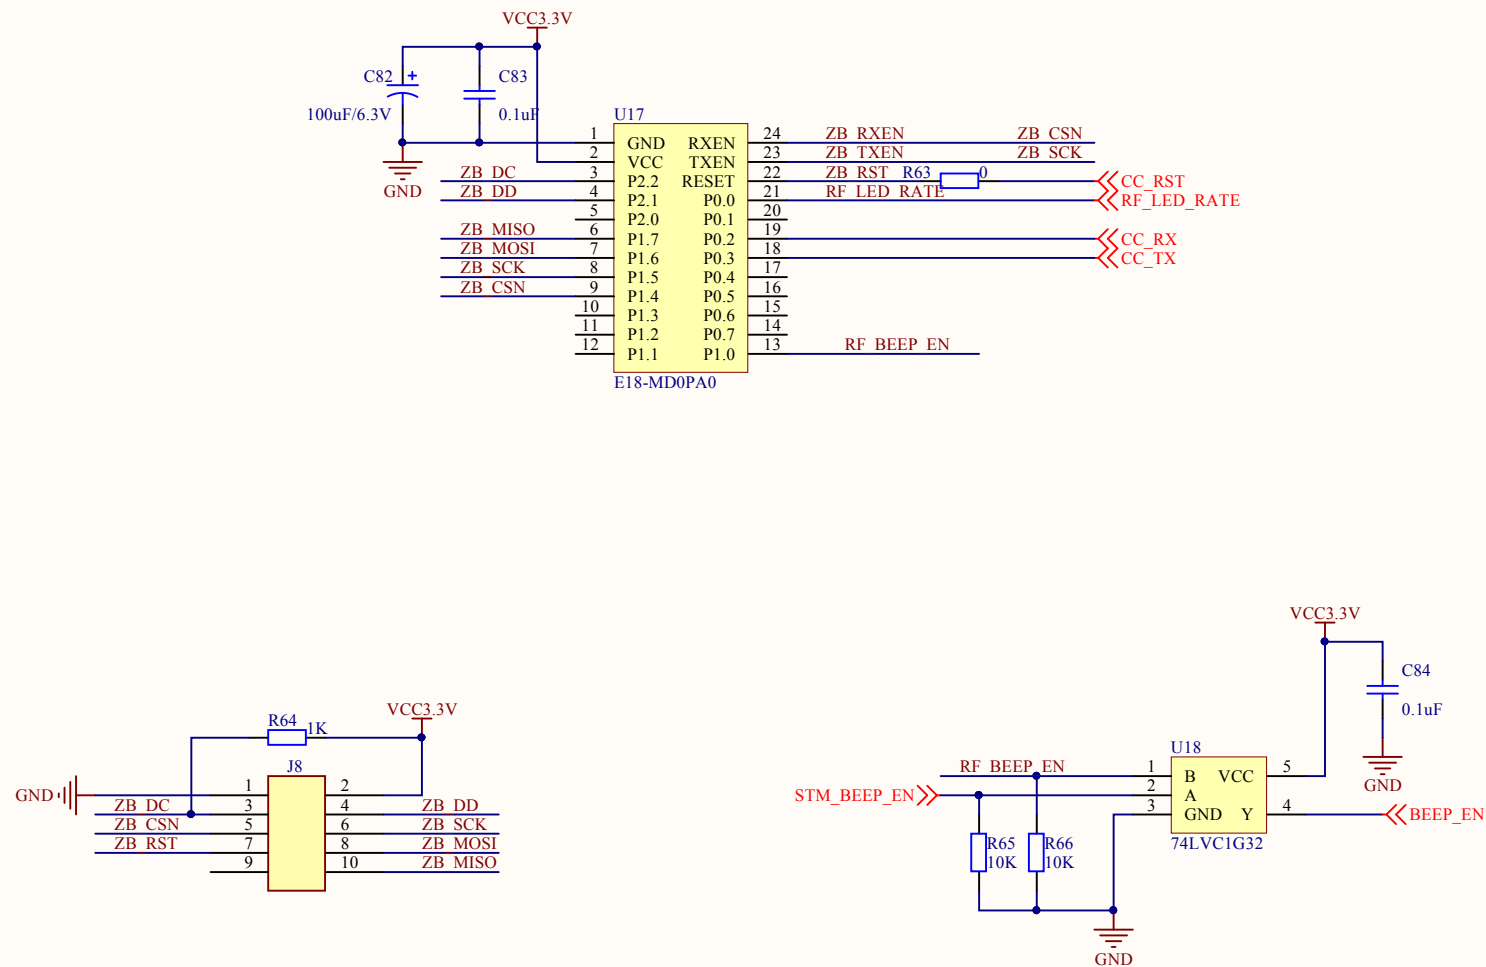 VCC3.3V
C82
+
C83
100uF/6.3V
0.1uF
GND
U17
1 GND RXEN 24 ZB_RXEN ZB_CSN
2 VCC TXEN 23 ZB_TXEN ZB_SCK
ZB_DC 3 P2.2 RESET 22 ZB_RST R63 0 CC_RST
ZB_DD 4 P2.1 P0.0 21 RF_LED_RATE RF_LED_RATE
5 P2.0 P0.1 20
ZB_MISO 6 P1.7 P0.2 19 CC_RX
ZB_MOSI 7 P1.6 P0.3 18 CC_TX
ZB_SCK 8 P1.5 P0.4 17
ZB_CSN 9 P1.4 P0.5 16
10 P1.3 P0.6 15
11 P1.2 P0.7 14
12 P1.1 P1.0 13 RF_BEEP_EN
E18-MD0PA0
VCC3.3V
R64 1K
J8
GND 1 2
ZB_DC 3 4 ZB_DD
ZB_CSN 5 6 ZB_SCK
ZB_RST 7 8 ZB_MOSI
9 10 ZB_MISO
VCC3.3V
C84
0.1uF
GND
U18
RF_BEEP_EN 1 B VCC 5
STM_BEEP_EN 2 A
3 GND Y 4 BEEP_EN
74LVC1G32
R65
10K
R66
10K
GND